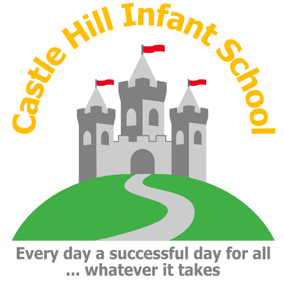 Castle Hill Infant School
Every day a successful day for all
... whatever it takes